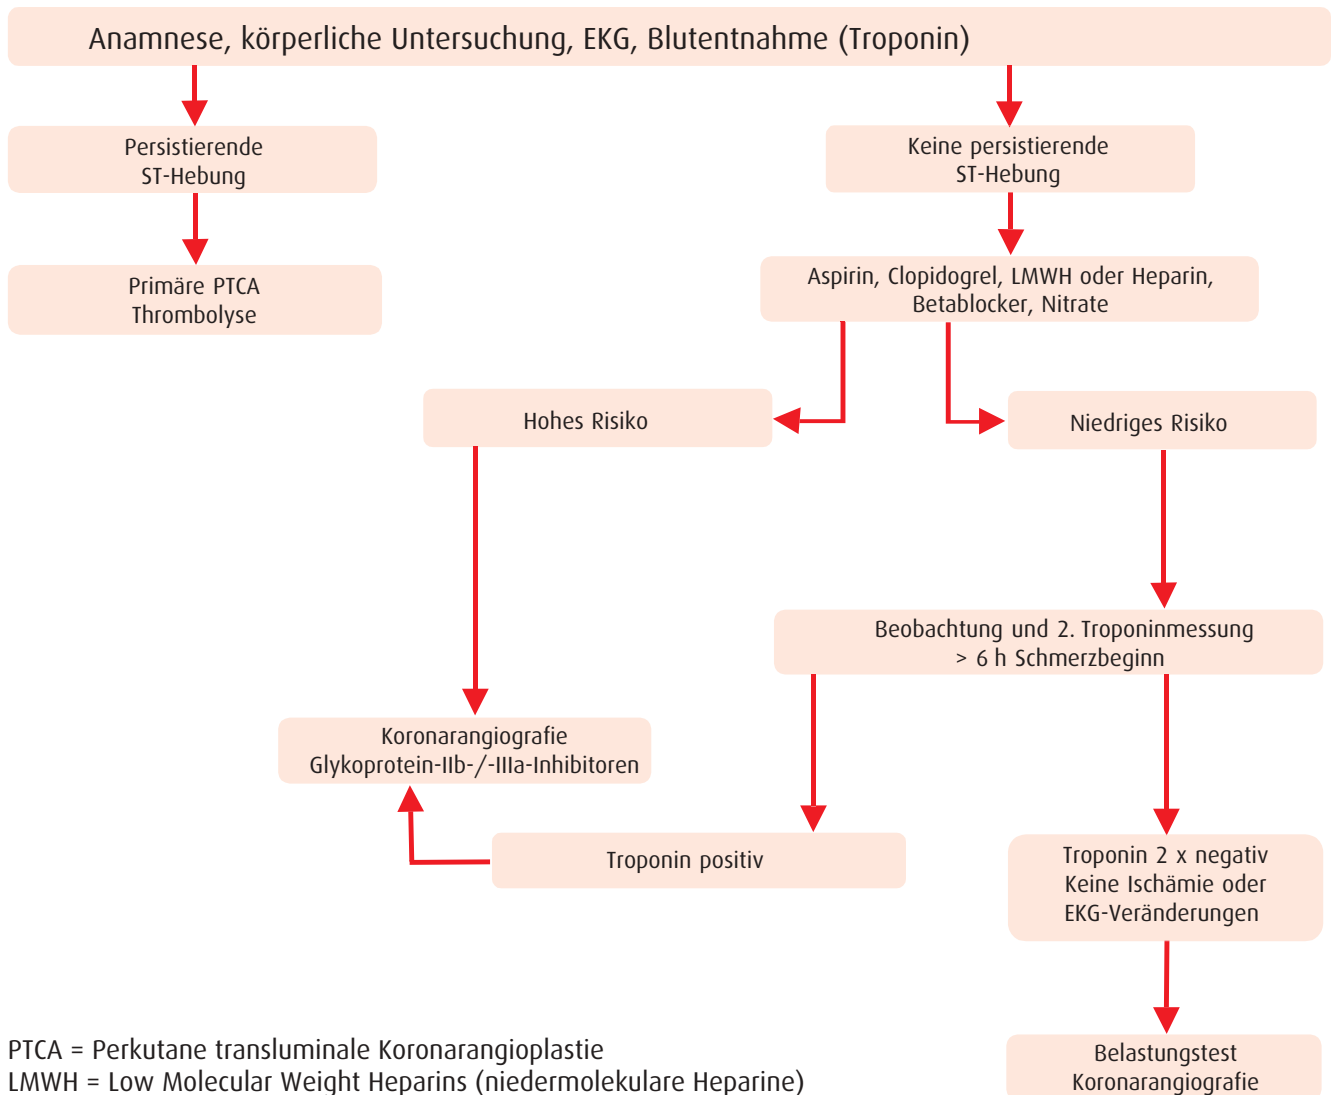 Anamnese, körperliche Untersuchung, EKG, Blutentnahme (Troponin)
Persistierende
ST-Hebung
Keine persistierende
ST-Hebung
Primäre PTCA
Thrombolyse
Aspirin, Clopidogrel, LMWH oder Heparin,
Betablocker, Nitrate
Hohes Risiko
Niedriges Risiko
Beobachtung und 2. Troponinmessung
> 6 h Schmerzbeginn
Koronarangiografie
Glykoprotein-IIb-/-IIIa-Inhibitoren
Troponin positiv
Troponin 2 x negativ
Keine Ischämie oder
EKG-Veränderungen
Belastungstest
Koronarangiografie
PTCA = Perkutane transluminale Koronarangioplastie
LMWH = Low Molecular Weight Heparins (niedermolekulare Heparine)